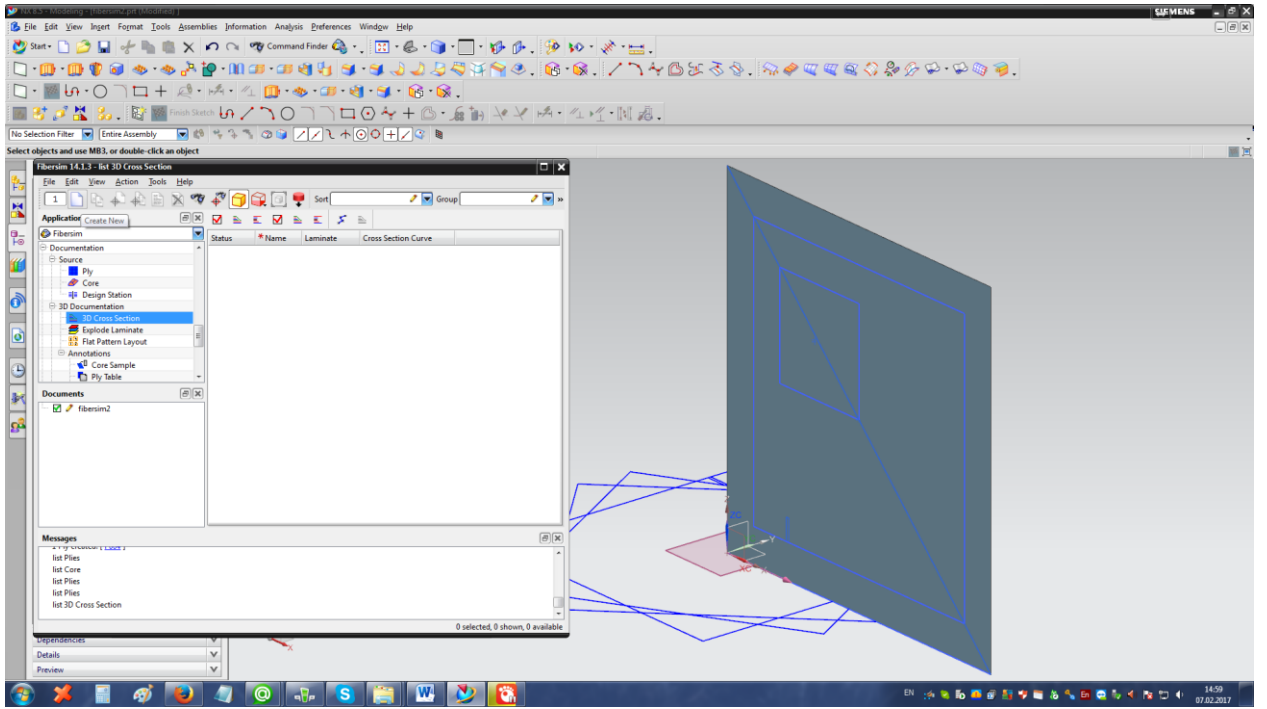 NX 8.5 - Modeling - [fibersim2.prt (Modified) ]
SIEMENS
File Edit View Insert Format Tools Assemblies Information Analysis Preferences Window Help
Start Command Finder
Finish Sketch
No Selection Filter Entire Assembly
Select objects and use MB3, or double-click an object
Fibersim 14.1.3 - list 3D Cross Section
File Edit View Action Tools Help
1 Sort Group
Application
Create New
Fibersim
Status *Name Laminate Cross Section Curve
Documentation
Source
Ply
Core
Design Station
3D Documentation
3D Cross Section
Explode Laminate
Flat Pattern Layout
Annotations
Core Sample
Ply Table
Documents
fibersim2
Messages
list Plies
list Core
list Plies
list Plies
list 3D Cross Section
0 selected, 0 shown, 0 available
Dependencies
Details
Preview
ZC
Y
XC
X
X
EN
14:59
07.02.2017